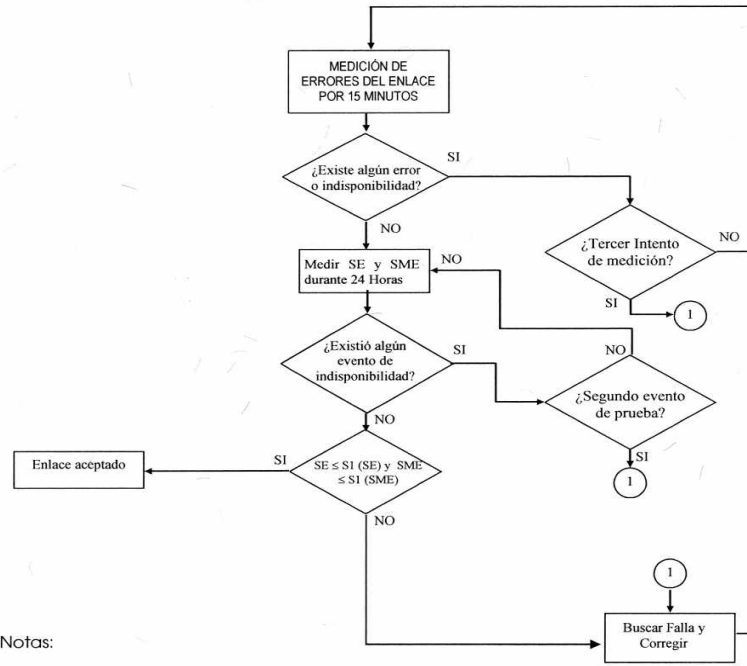 MEDICIÓN DE
ERRORES DEL ENLACE
POR 15 MINUTOS
¿Existe algún error
o indisponibilidad?
SI
NO
¿Tercer Intento
de medición?
NO
SI
1
Medir SE y SME
durante 24 Horas
NO
¿Existió algún
evento de
indisponibilidad?
SI
NO
NO
¿Segundo evento
de prueba?
SI
1
SE ≤ S1 (SE) y SME
≤ S1 (SME)
SI
Enlace aceptado
NO
1
Buscar Falla y
Corregir
Notas: